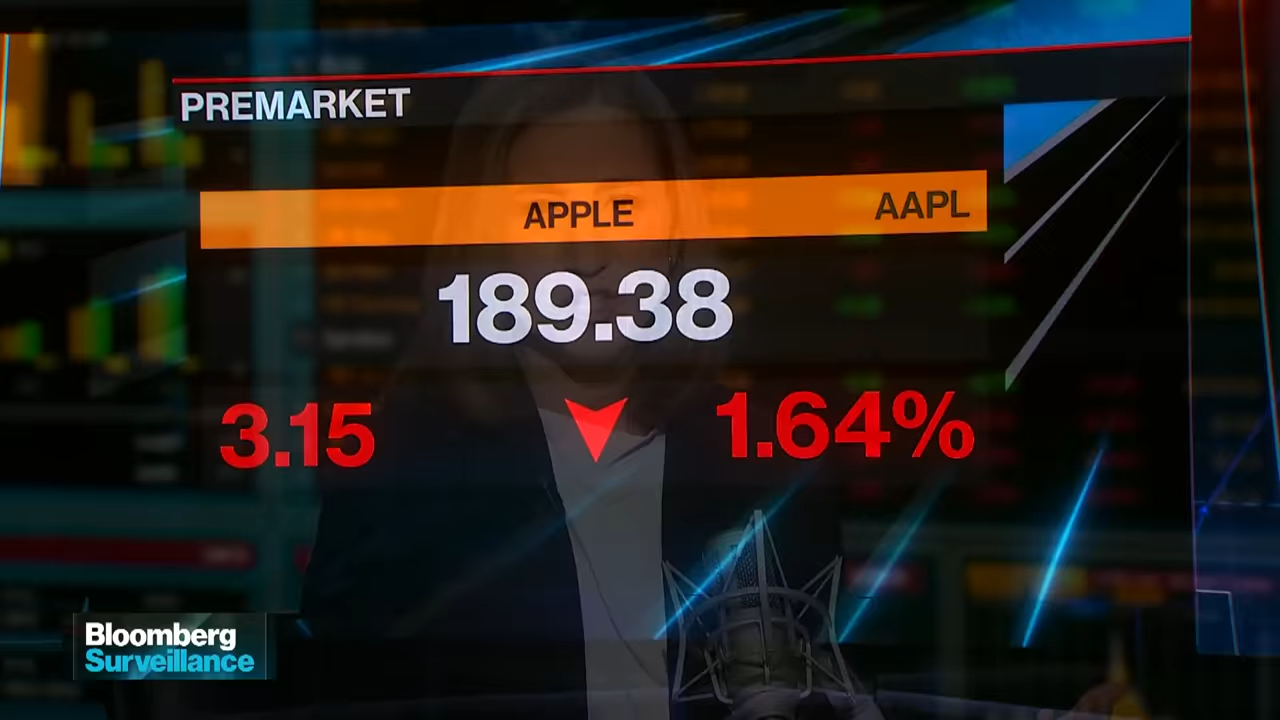 PREMARKET
APPLE AAPL
189.38
3.15 1.64%
Bloomberg
Surveillance